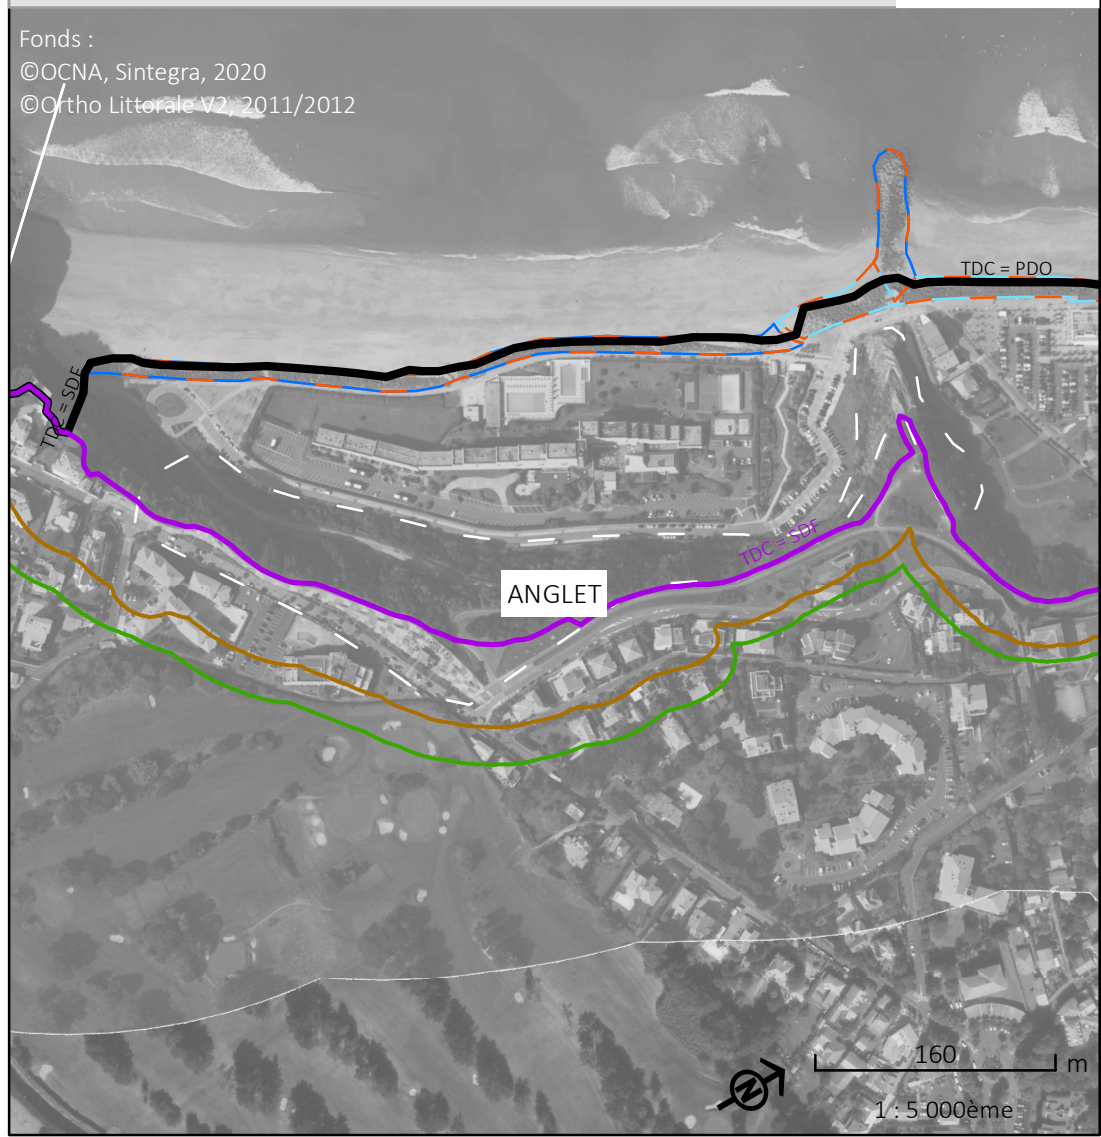 Fonds :
©OCNA, Sintegra, 2020
©Ortho Littorale V2, 2011/2012
TDC = PDO
TDC = SDF
TDC = SDF
ANGLET
N
160 m
1 : 5 000ème